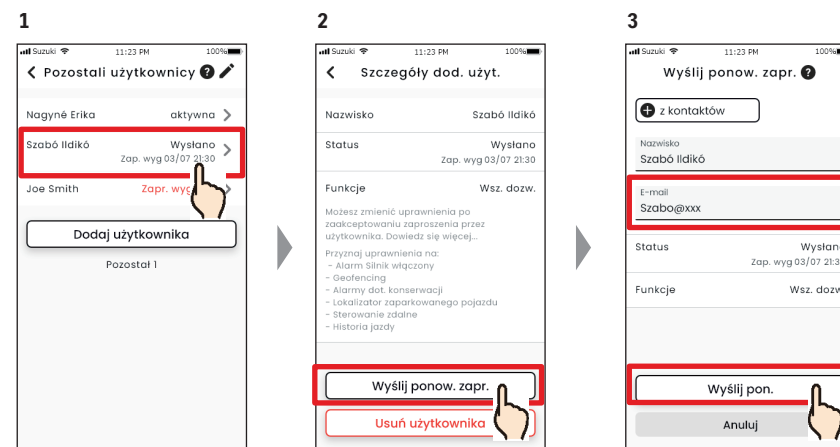 1
Suzuki 11:23 PM 100%
Pozostali użytkownicy ?
Nagyné Erika aktywna
Szabó Ildikó Wysłano
Zap. wyg 03/07 21:30
Joe Smith Zapr.
Dodaj użytkownika
Pozostał 1
2
Suzuki 11:23 PM 100%
Szczegóły dod. użyt.
Nazwisko Szabó Ildikó
Status Wysłano
Zap. wyg 03/07 21:30
Funkcje Wsz. dozw.
Możesz zmienić uprawnienia po
zaakceptowaniu zaproszenia przez
użytkownika. Dowiedz się więcej...
Przyznaj uprawnienia na:
- Alarm Silnik włączony
- Geofencing
- Alarmy dot. konserwacji
- Lokalizator zaparkowanego pojazdu
- Sterowanie zdalne
- Historia jazdy
Wyślij ponow. zapr.
Usuń użytkownika
3
Suzuki 11:23 PM 100%
Wyślij ponow. zapr. ?
z kontaktów
Nazwisko
Szabó Ildikó
E-mail
Szabo@xxx
Status
Zap. wyg 03/07
Funkcje Wsz.
Wyślij pon.
Anuluj